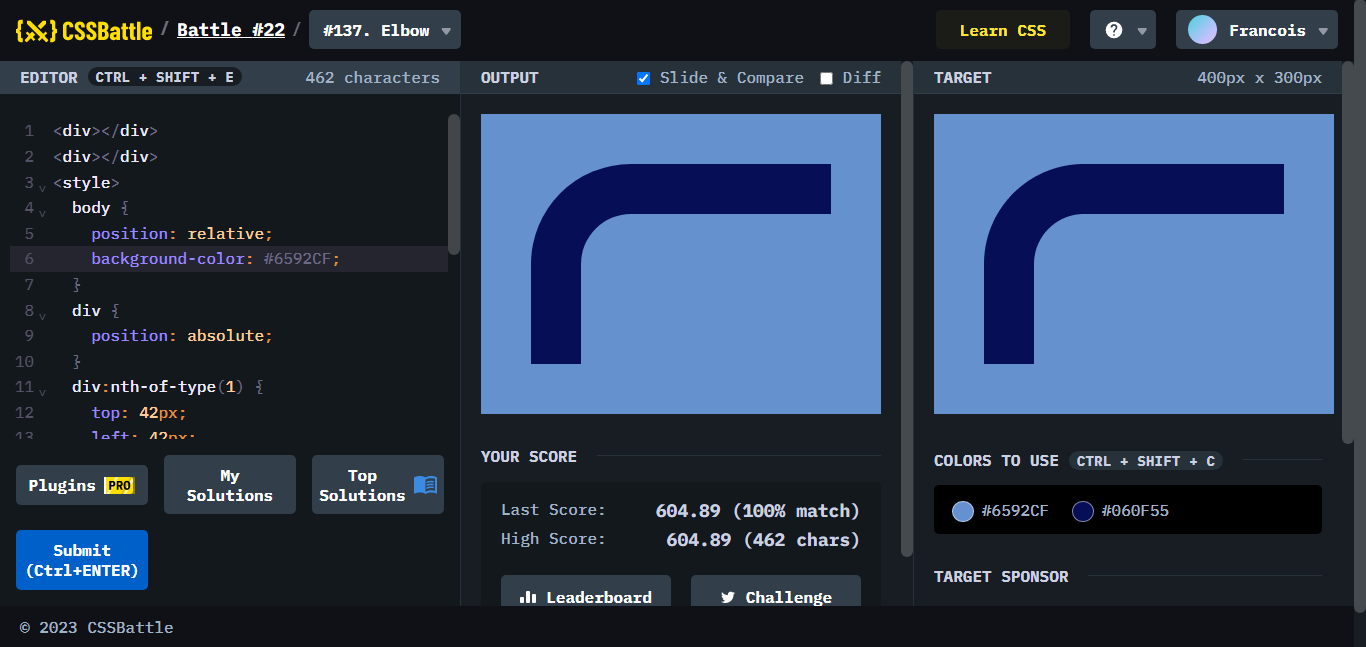 {⚔} CSSBattle / Battle #22 / #137. Elbow
Learn CSS
Francois
EDITOR CTRL + SHIFT + E 462 characters
1 <div></div>
2 <div></div>
3 <style>
4 body {
5 position: relative;
6 background-color: #6592CF;
7 }
8 div {
9 position: absolute;
10 }
11 div:nth-of-type(1) {
12 top: 42px;
13 left: 42px;
Plugins PRO
My Solutions
Top Solutions
Submit
(Ctrl+ENTER)
OUTPUT Slide & Compare Diff
YOUR SCORE
Last Score: 604.89 (100% match)
High Score: 604.89 (462 chars)
Leaderboard Challenge
TARGET 400px x 300px
COLORS TO USE CTRL + SHIFT + C
#6592CF #060F55
TARGET SPONSOR
© 2023 CSSBattle